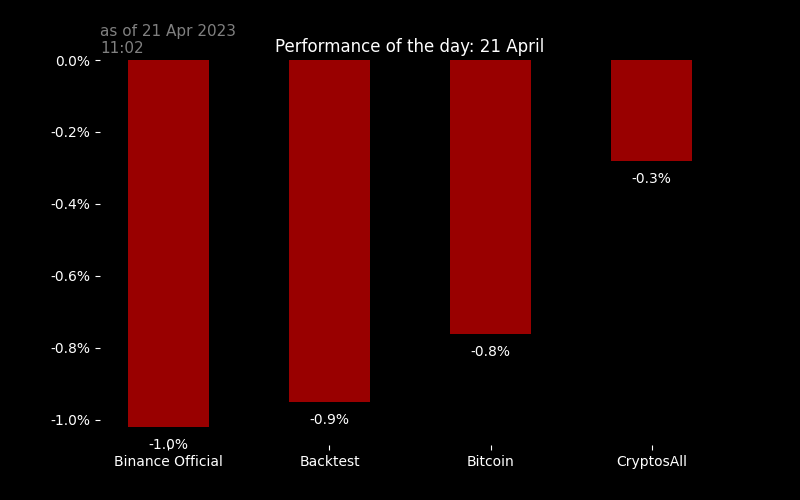 as of 21 Apr 2023
11:02
Performance of the day: 21 April
0.0%
-0.2%
-0.4%
-0.6%
-0.8%
-1.0%
-1.0%
-0.9%
-0.8%
-0.3%
Binance Official
Backtest
Bitcoin
CryptosAll